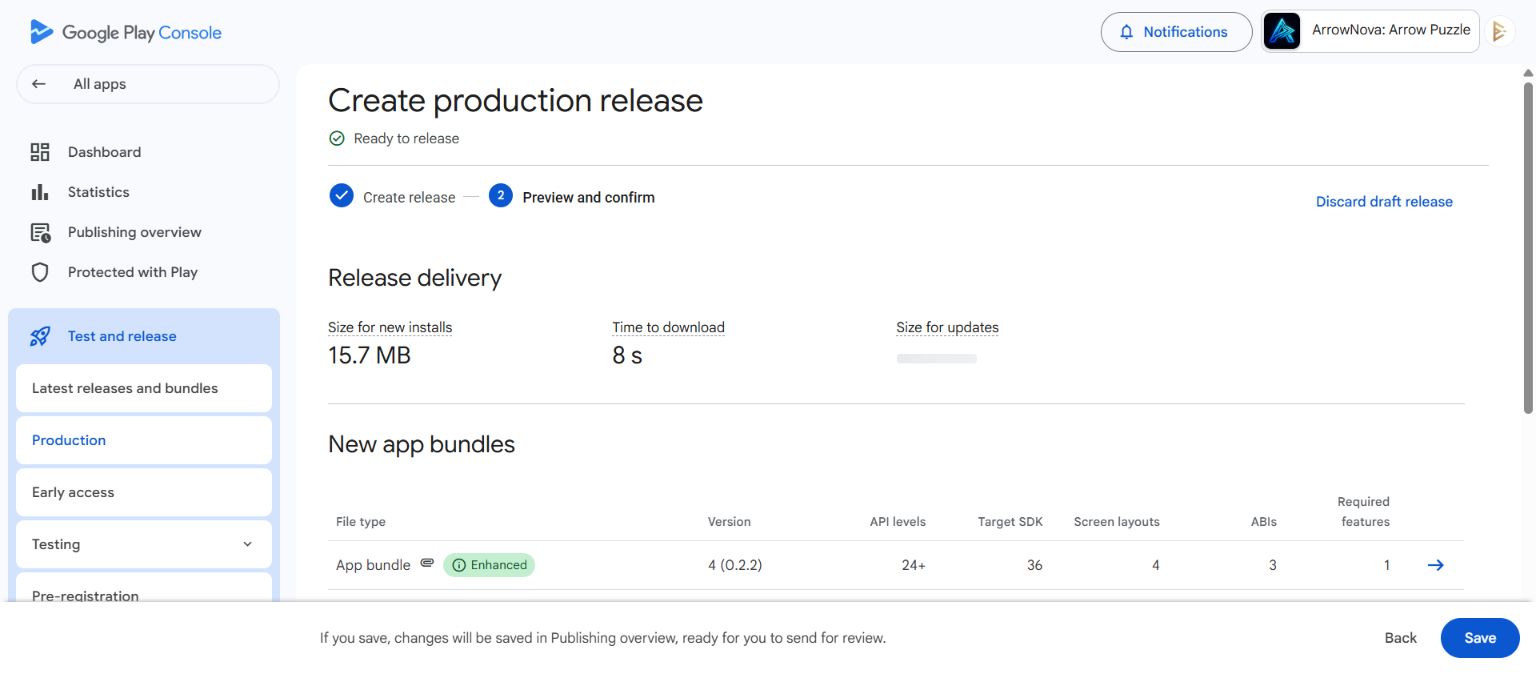 Google Play Console
Notifications
ArrowNova: Arrow Puzzle
All apps
Dashboard
Statistics
Publishing overview
Protected with Play
Test and release
Latest releases and bundles
Production
Early access
Testing
Pre-registration
Create production release
Ready to release
Create release
2 Preview and confirm
Discard draft release
Release delivery
Size for new installs Time to download Size for updates
15.7 MB 8 s
New app bundles
File type Version API levels Target SDK Screen layouts ABIs Required features
App bundle Enhanced 4 (0.2.2) 24+ 36 4 3 1
If you save, changes will be saved in Publishing overview, ready for you to send for review.
Back Save